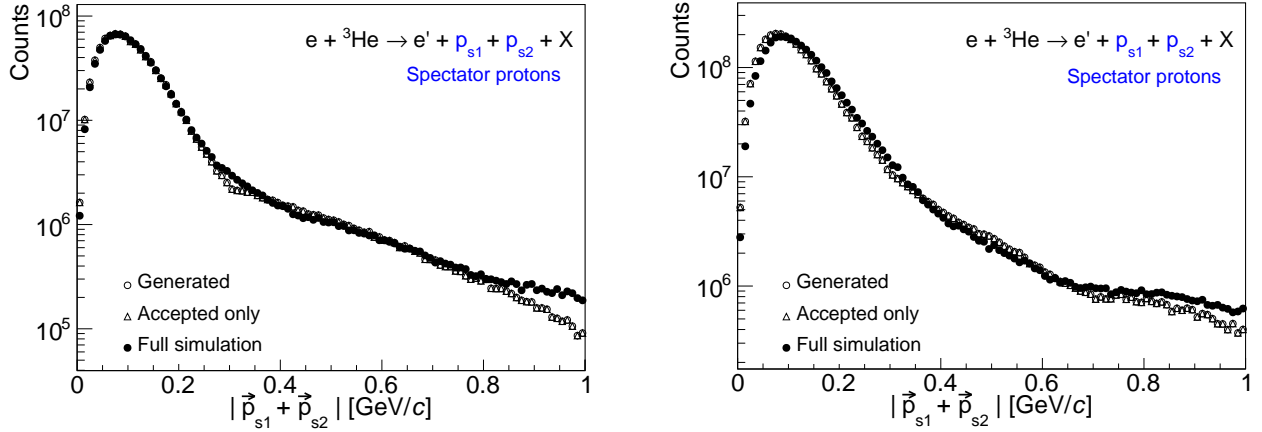 Counts
10⁸
10⁷
10⁶
10⁵
e + ³He → e' + p_s1 + p_s2 + X
Spectator protons
Generated
Accepted only
Full simulation
0 0.2 0.4 0.6 0.8 1
| p⃗_s1 + p⃗_s2 | [GeV/c]
Counts
10⁸
10⁷
10⁶
e + ³He → e' + p_s1 + p_s2 + X
Spectator protons
Generated
Accepted only
Full simulation
0 0.2 0.4 0.6 0.8 1
| p⃗_s1 + p⃗_s2 | [GeV/c]